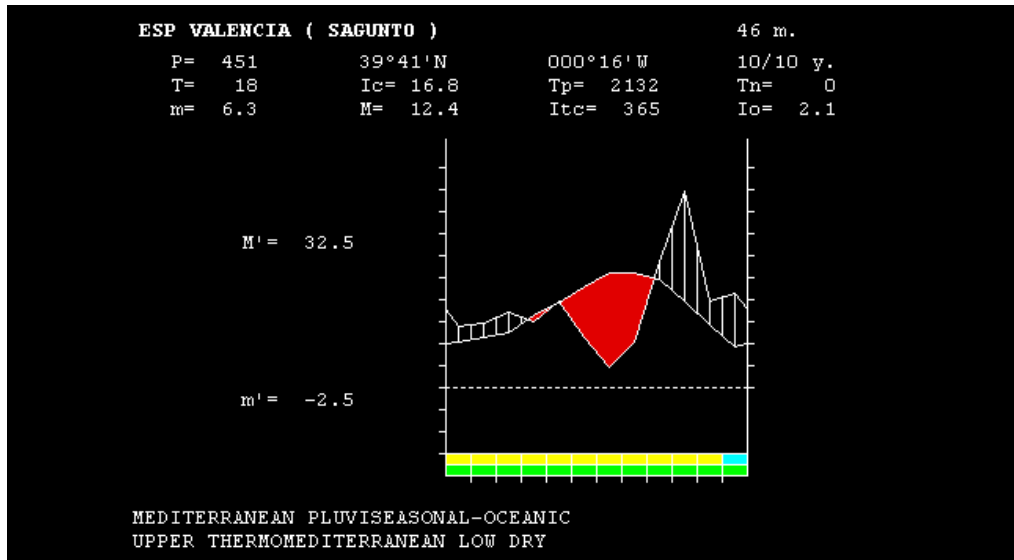 ESP VALENCIA ( SAGUNTO ) 46 m.
P= 451 39°41'N 000°16'W 10/10 y.
T= 18 Ic= 16.8 Tp= 2132 Tn= 0
m= 6.3 M= 12.4 Itc= 365 Io= 2.1
M'= 32.5
m'= -2.5
MEDITERRANEAN PLUVISEASONAL-OCEANIC
UPPER THERMOMEDITERRANEAN LOW DRY